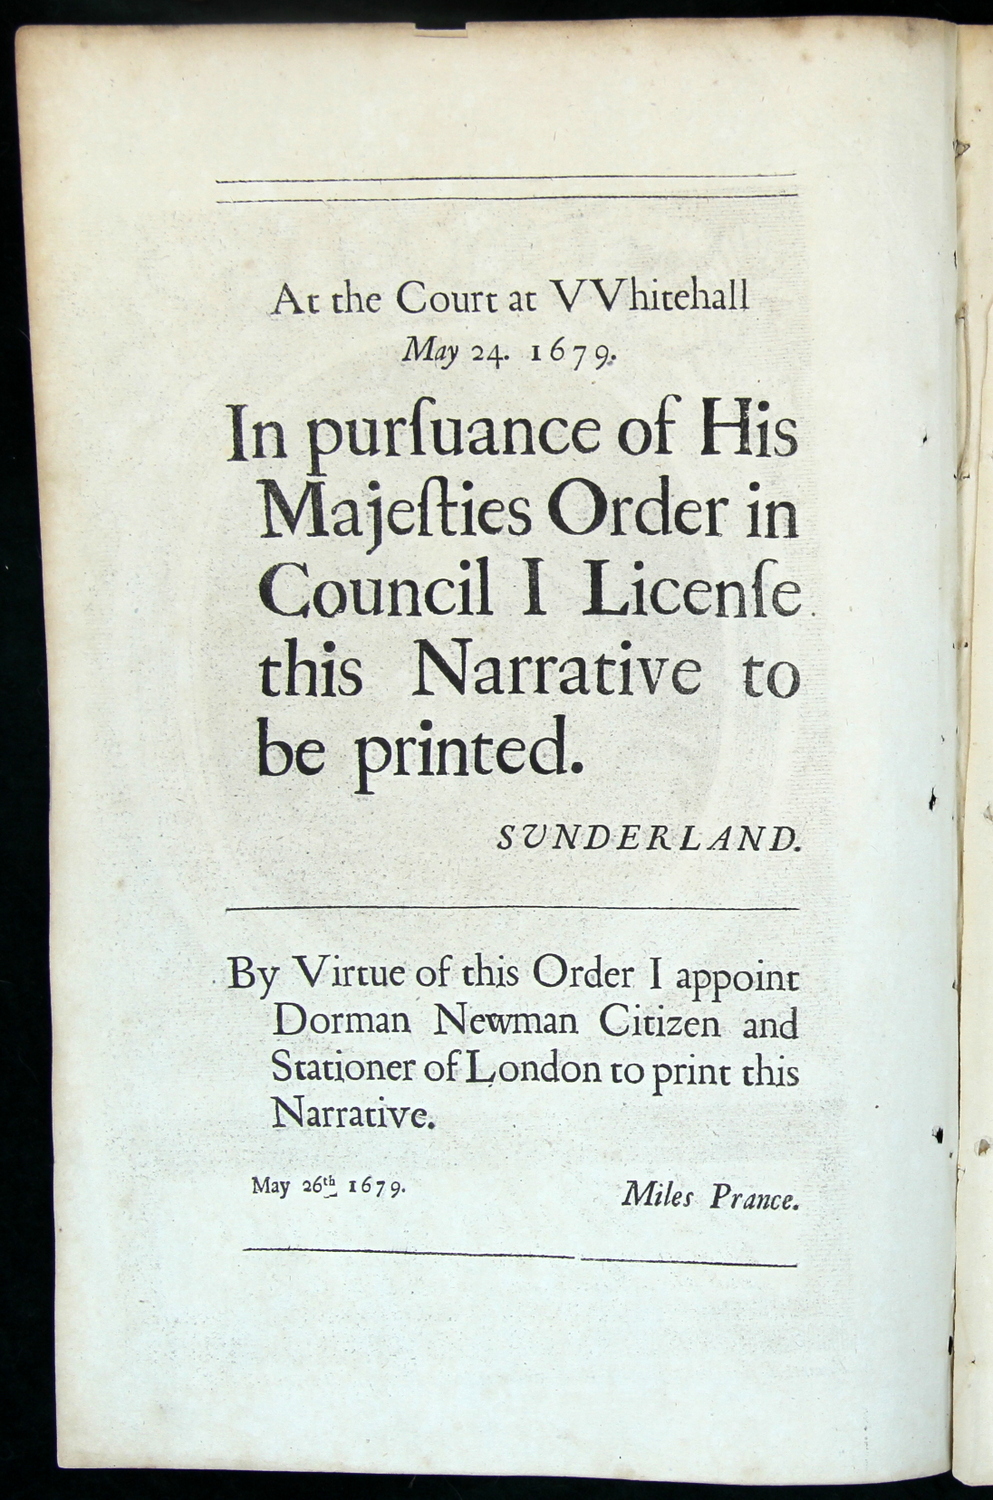 At the Court at VVhitehall
May 24. 1679.
In purſuance of His
Majeſties Order in
Council I Licenſe
this Narrative to
be printed.
SUNDERLAND.
By Virtue of this Order I appoint
Dorman Newman Citizen and
Stationer of London to print this
Narrative.
May 26th 1679. Miles Prance.